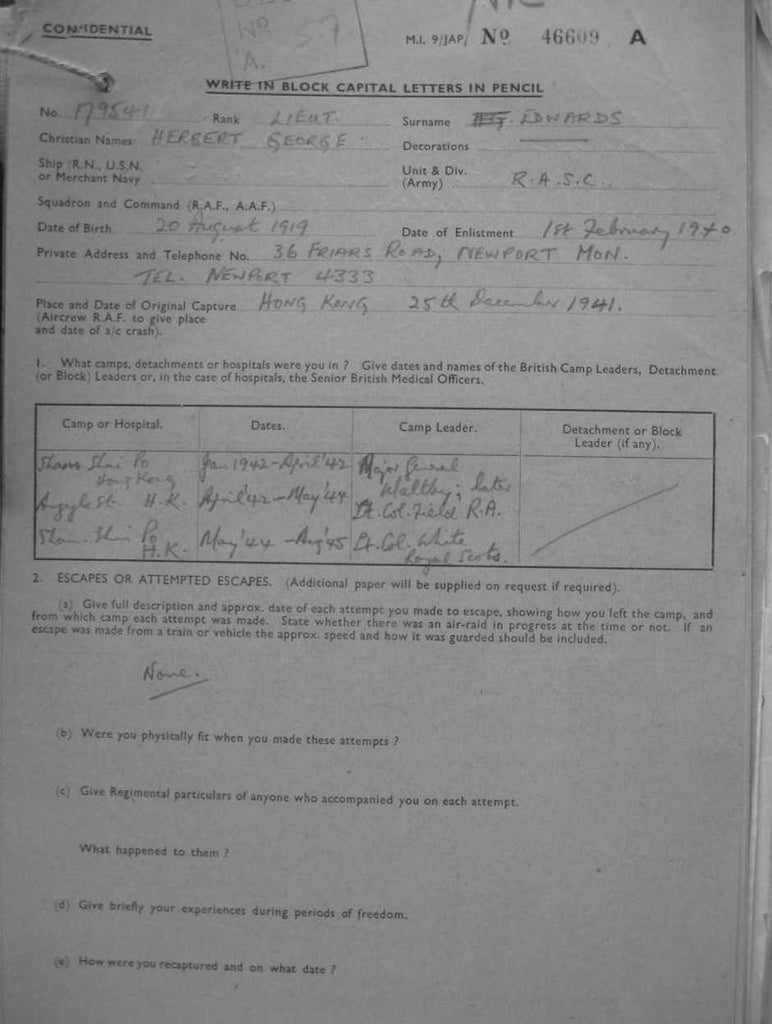 CONFIDENTIAL
Nº
A. 57
M.I. 9/JAP/ Nº 46609 A
WRITE IN BLOCK CAPITAL LETTERS IN PENCIL
No. 179541 Rank LIEUT. Surname EDWARDS
Christian Names HERBERT GEORGE Decorations
Ship (R.N., U.S.N. or Merchant Navy Unit & Div. (Army) R.A.S.C.
Squadron and Command (R.A.F., A.A.F.)
Date of Birth 20 August 1919 Date of Enlistment 1st February 1940
Private Address and Telephone No. 36 FRIARS ROAD, NEWPORT MON.
TEL. NEWPORT 4333
Place and Date of Original Capture HONG KONG 25th December 1941.
(Aircrew R.A.F. to give place
and date of a/c crash).
1. What camps, detachments or hospitals were you in ? Give dates and names of the British Camp Leaders, Detachment
(or Block) Leaders or, in the case of hospitals, the Senior British Medical Officers.
Camp or Hospital. Dates. Camp Leader. Detachment or Block Leader (if any).
Sham Shui Po Hong Kong Jan 1942-April '42 Major General Maltby; later
Argyle St. H.K. April '42-May '44 Lt. Col. Field R.A.
Sham Shui Po H.K. May '44-Aug '45 Lt. Col. White Royal Scots.
2. ESCAPES OR ATTEMPTED ESCAPES. (Additional paper will be supplied on request if required).
(a) Give full description and approx. date of each attempt you made to escape, showing how you left the camp, and
from which camp each attempt was made. State whether there was an air-raid in progress at the time or not. If an
escape was made from a train or vehicle the approx. speed and how it was guarded should be included.
None.
(b) Were you physically fit when you made these attempts ?
(c) Give Regimental particulars of anyone who accompanied you on each attempt.
What happened to them ?
(d) Give briefly your experiences during periods of freedom.
(e) How were you recaptured and on what date ?